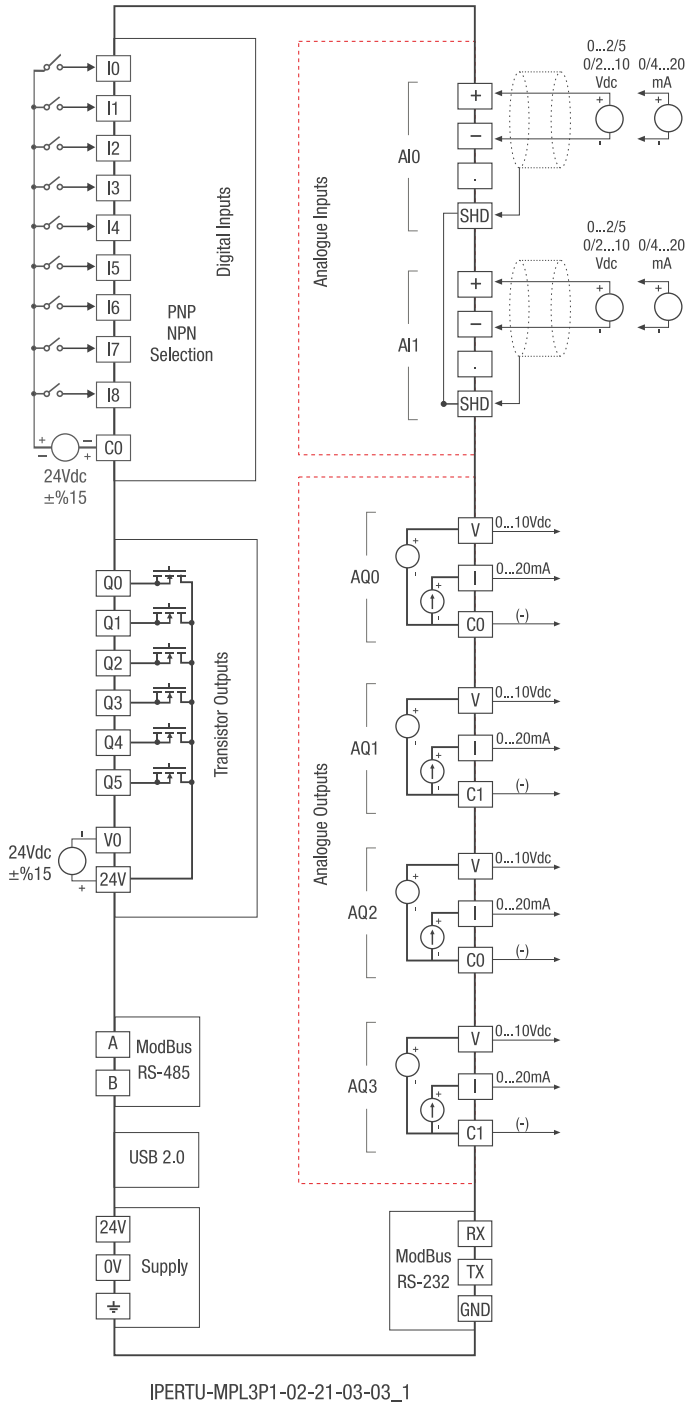 I0
I1
I2
I3
I4
I5
I6
I7
I8
C0
+
−
−
+
24Vdc
±%15
PNP
NPN
Selection
Digital Inputs
Q0
Q1
Q2
Q3
Q4
Q5
V0
24V
-
+
24Vdc
±%15
Transistor Outputs
A
B
ModBus
RS-485
USB 2.0
24V
0V
Supply
Analogue Inputs
AI0
+
−
.
SHD
0...2/5
0/2...10
Vdc
+
-
0/4...20
mA
+
-
AI1
+
−
.
SHD
0...2/5
0/2...10
Vdc
+
-
0/4...20
mA
+
-
Analogue Outputs
AQ0
+
-
+
-
V
0...10Vdc
I
0...20mA
C0
(-)
AQ1
+
-
+
-
V
0...10Vdc
I
0...20mA
C1
(-)
AQ2
+
-
+
-
V
0...10Vdc
I
0...20mA
C0
(-)
AQ3
+
-
+
-
V
0...10Vdc
I
0...20mA
C1
(-)
ModBus
RS-232
RX
TX
GND
IPERTU-MPL3P1-02-21-03-03_1